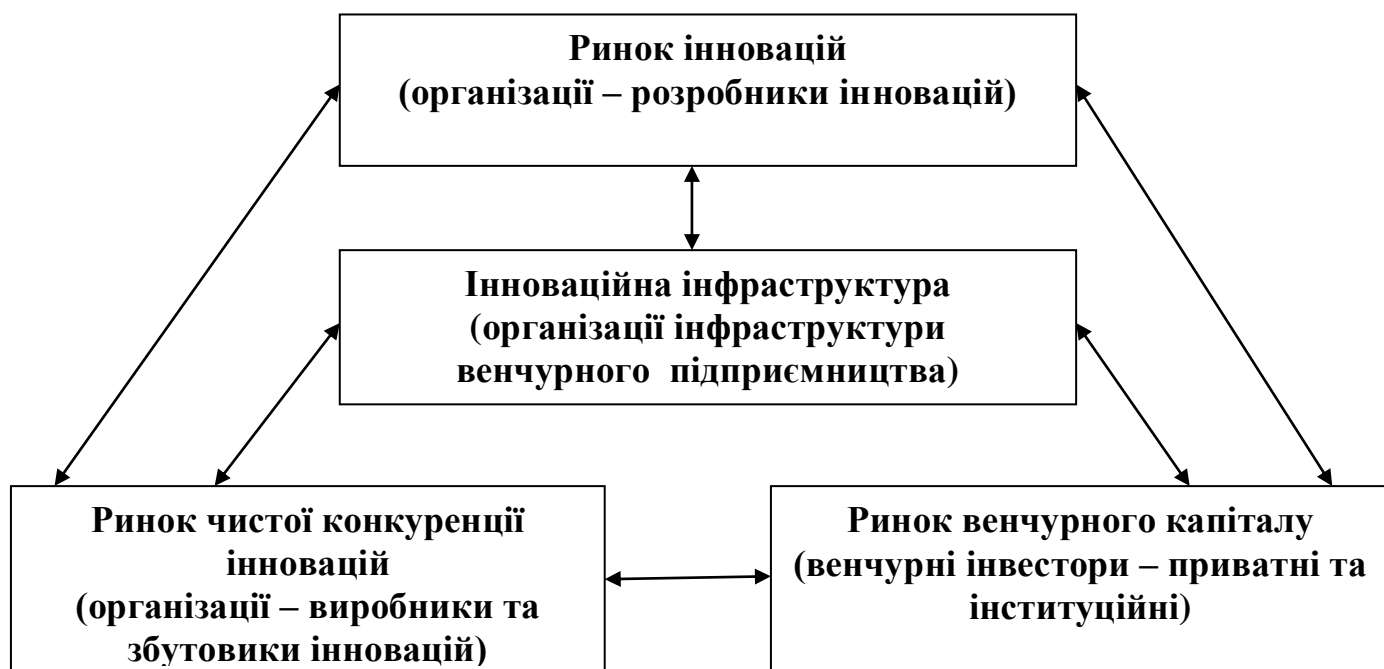 Ринок інновацій
(організації – розробники інновацій)
Інноваційна інфраструктура
(організації інфраструктури
венчурного підприємництва)
Ринок чистої конкуренції
інновацій
(організації – виробники та
збутовики інновацій)
Ринок венчурного капіталу
(венчурні інвестори – приватні та
інституційні)